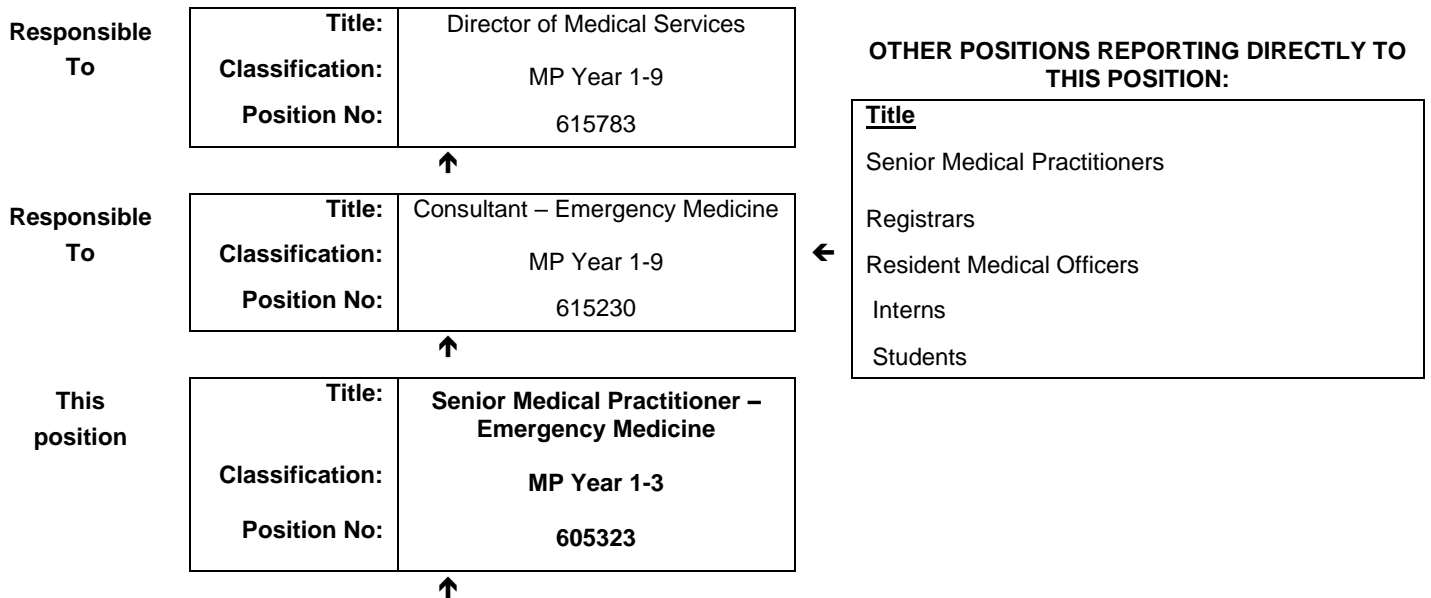 Responsible
To
Title: Director of Medical Services
Classification: MP Year 1-9
Position No: 615783
OTHER POSITIONS REPORTING DIRECTLY TO
THIS POSITION:
Title
Senior Medical Practitioners
Registrars
Resident Medical Officers
Interns
Students
🡹
Responsible
To
Title: Consultant – Emergency Medicine
Classification: MP Year 1-9
Position No: 615230
🡸
🡹
This
position
Title: Senior Medical Practitioner –
Emergency Medicine
Classification: MP Year 1-3
Position No: 605323
🡹